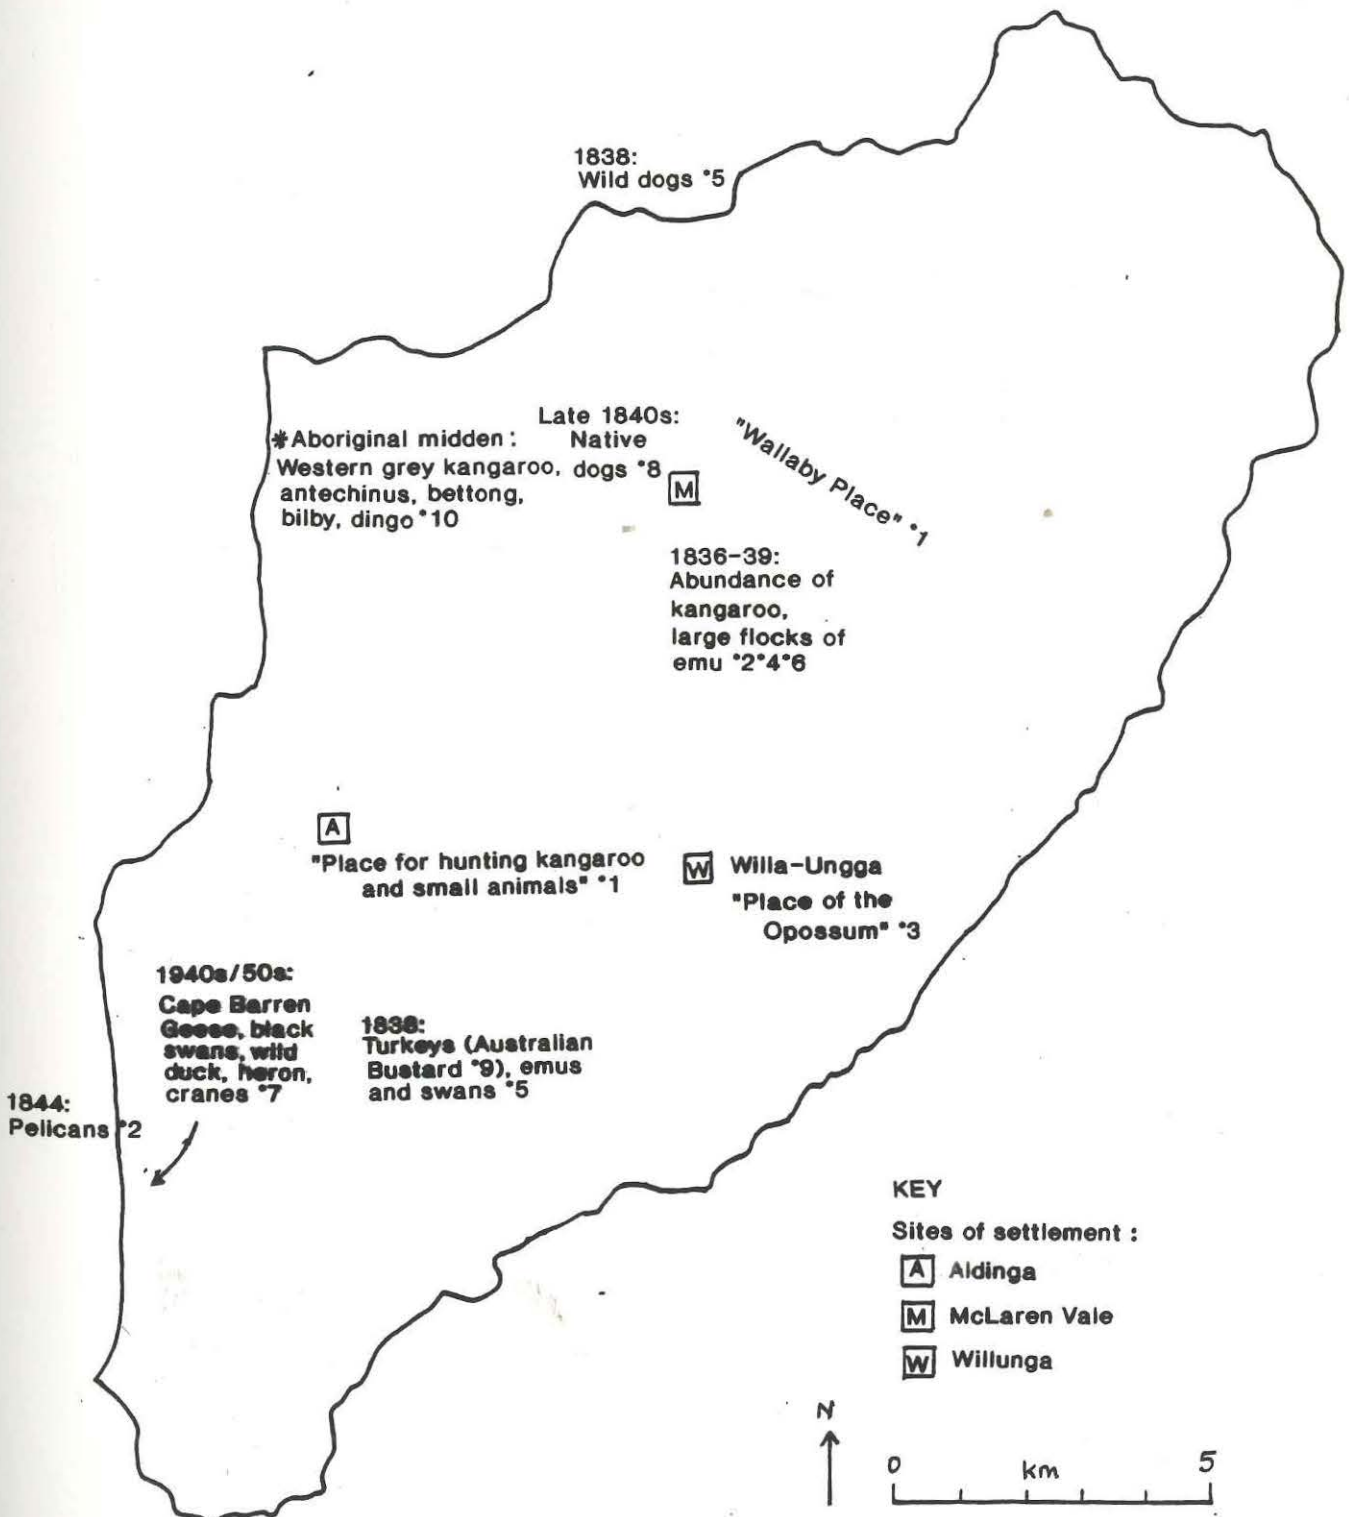 1838:
Wild dogs *5
Late 1840s:
Native
dogs *8
*Aboriginal midden:
Western grey kangaroo,
antechinus, bettong,
bilby, dingo *10
M
"Wallaby Place" *1
1836-39:
Abundance of
kangaroo,
large flocks of
emu *2*4*6
A
"Place for hunting kangaroo
and small animals" *1
W Willa-Ungga
"Place of the
Opossum" *3
1940s/50s:
Cape Barren
Geese, black
swans, wild
duck, heron,
cranes *7
1838:
Turkeys (Australian
Bustard *9), emus
and swans *5
1844:
Pelicans *2
KEY
Sites of settlement:
A Aldinga
M McLaren Vale
W Willunga
N
0 5
km